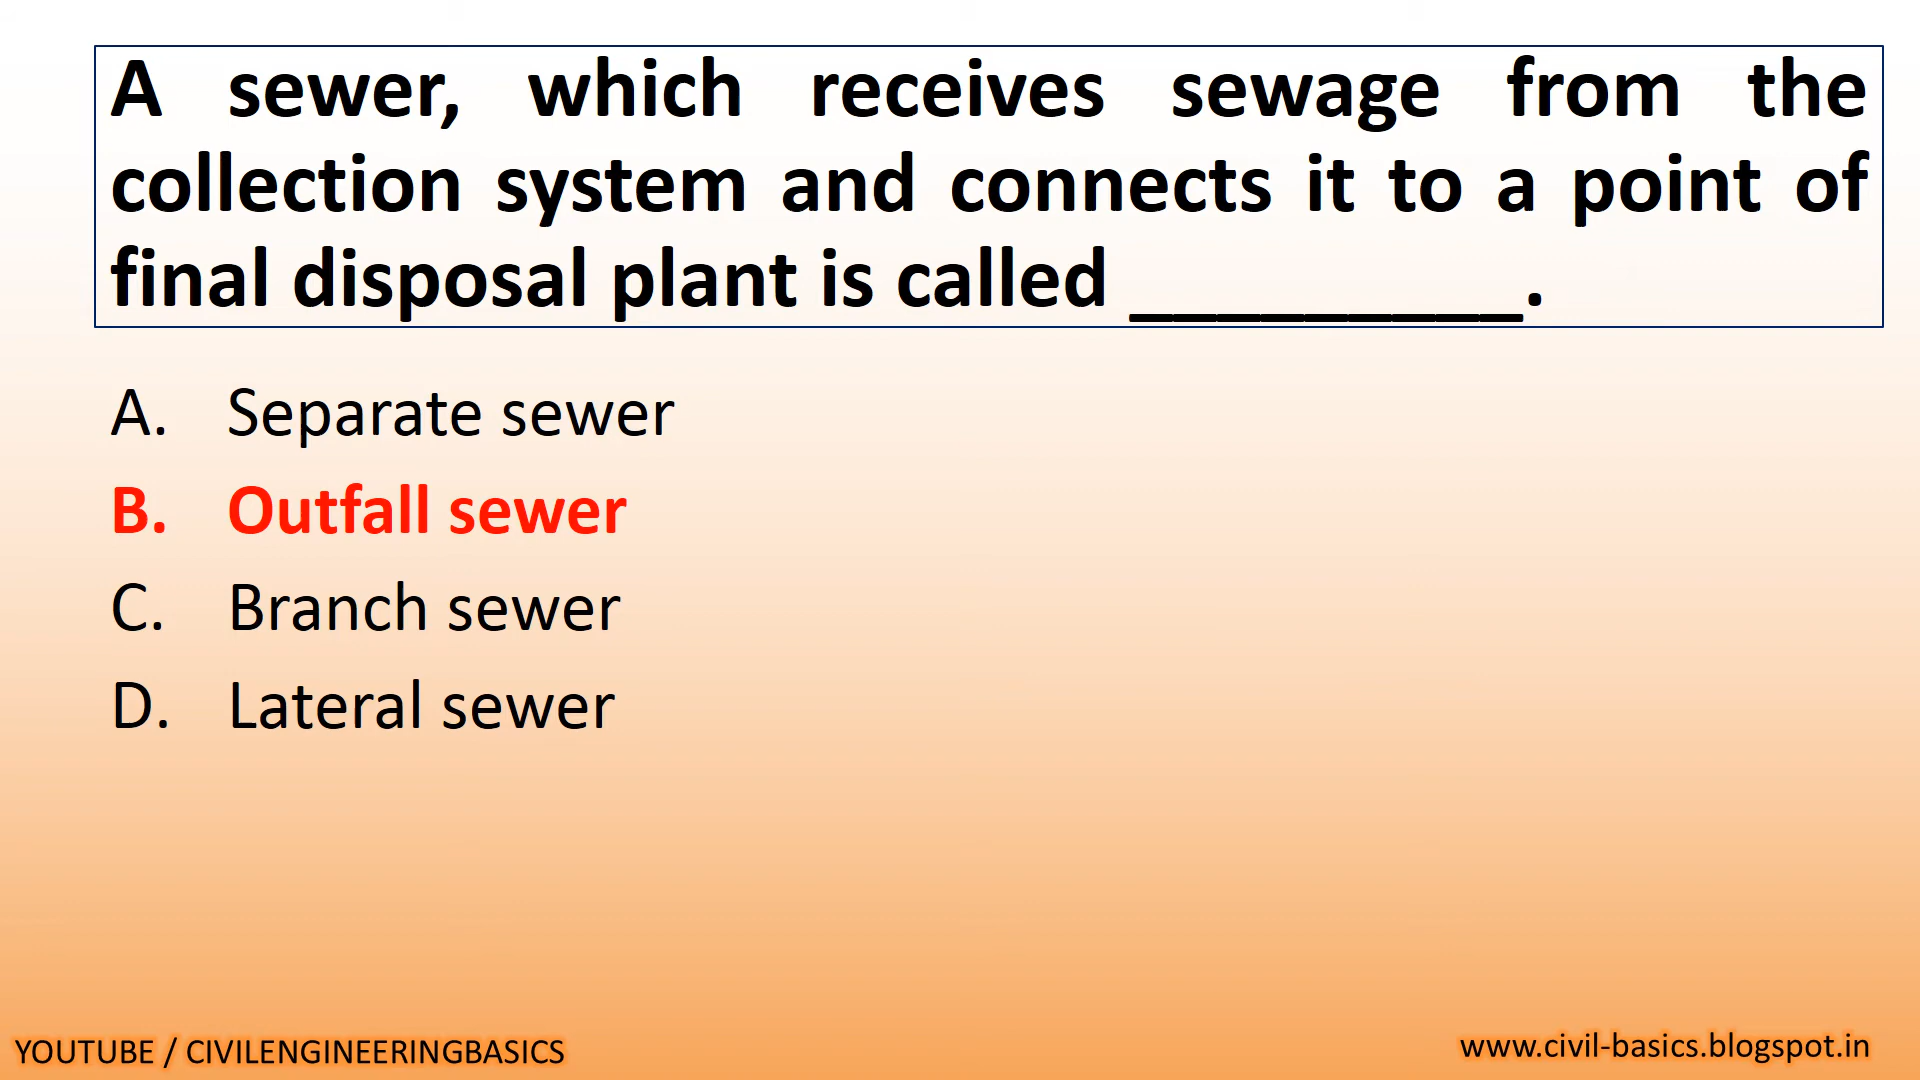 A sewer, which receives sewage from the
collection system and connects it to a point of
final disposal plant is called _________.
A. Separate sewer
B. Outfall sewer
C. Branch sewer
D. Lateral sewer
YOUTUBE / CIVILENGINEERINGBASICS
www.civil-basics.blogspot.in